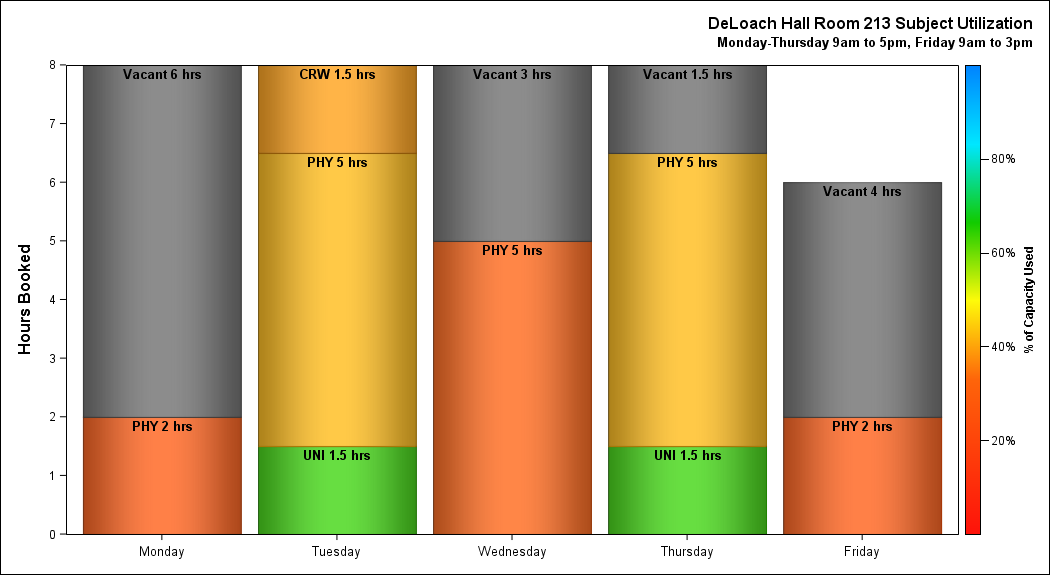 DeLoach Hall Room 213 Subject Utilization
Monday-Thursday 9am to 5pm, Friday 9am to 3pm
Hours Booked
8
7
6
5
4
3
2
1
0
Vacant 6 hrs
PHY 2 hrs
CRW 1.5 hrs
PHY 5 hrs
UNI 1.5 hrs
Vacant 3 hrs
PHY 5 hrs
Vacant 1.5 hrs
PHY 5 hrs
UNI 1.5 hrs
Vacant 4 hrs
PHY 2 hrs
Monday
Tuesday
Wednesday
Thursday
Friday
80%
60%
40%
20%
% of Capacity Used